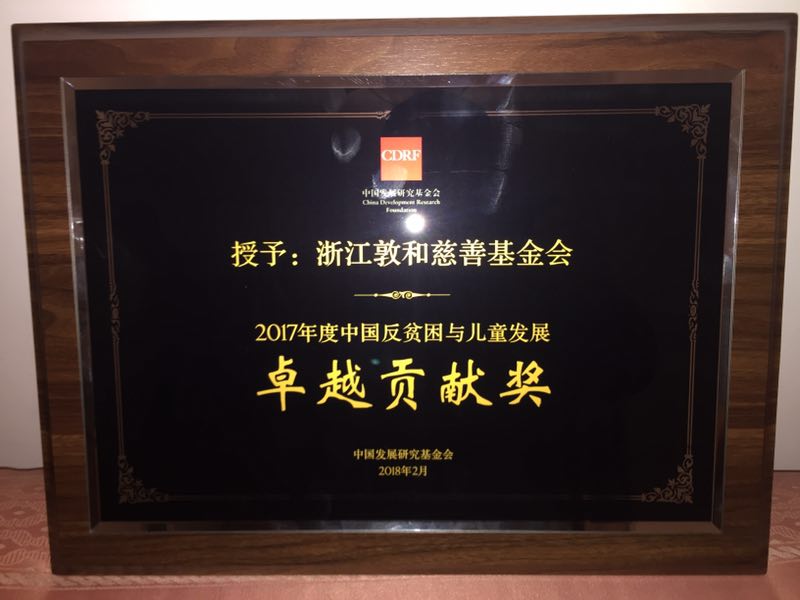 CDRF
中国发展研究基金会
China Development Research
Foundation
授予：浙江敦和慈善基金会
2017年度中国反贫困与儿童发展
卓越贡献奖
中国发展研究基金会
2018年2月